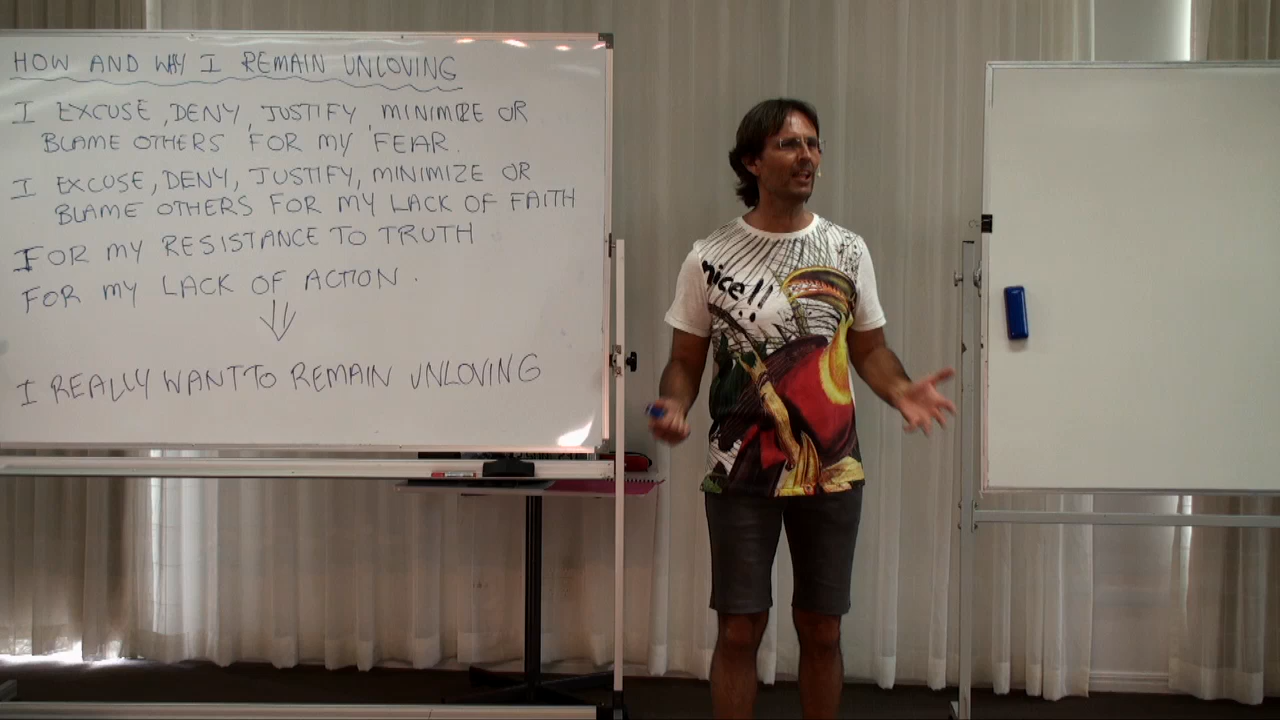 HOW AND WHY I REMAIN UNLOVING
I EXCUSE, DENY, JUSTIFY, MINIMIZE OR
BLAME OTHERS FOR MY FEAR.
I EXCUSE, DENY, JUSTIFY, MINIMIZE OR
BLAME OTHERS FOR MY LACK OF FAITH
FOR MY RESISTANCE TO TRUTH
FOR MY LACK OF ACTION.
I REALLY WANT TO REMAIN UNLOVING
nice!!